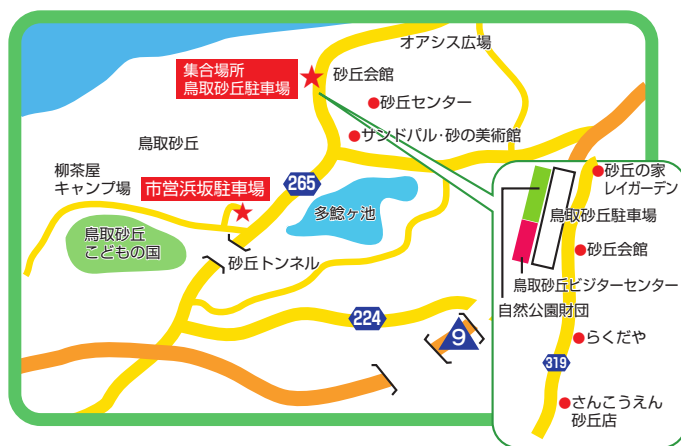 オアシス広場
集合場所
鳥取砂丘駐車場
砂丘会館
砂丘センター
サンドパル・砂の美術館
鳥取砂丘
柳茶屋
キャンプ場
市営浜坂駐車場
265
多鯰ヶ池
鳥取砂丘
こどもの国
砂丘トンネル
224
9
砂丘の家
レイガーデン
鳥取砂丘駐車場
砂丘会館
鳥取砂丘ビジターセンター
自然公園財団
らくだや
319
さんこうえん
砂丘店